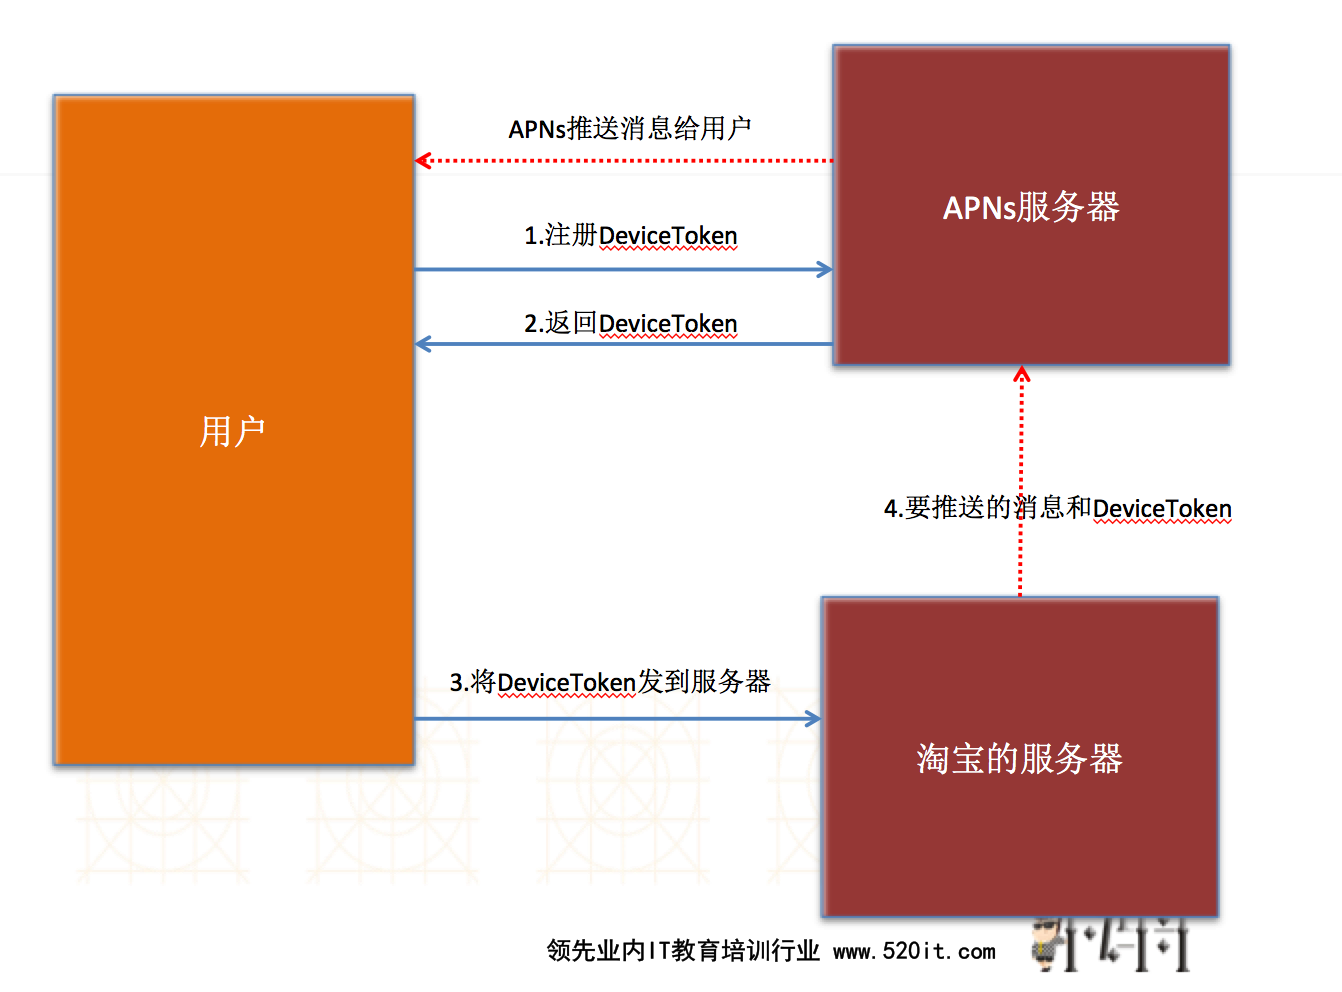 APNs推送消息给用户
APNs服务器
1.注册DeviceToken
2.返回DeviceToken
用户
4.要推送的消息和DeviceToken
3.将DeviceToken发到服务器
淘宝的服务器
领先业内IT教育培训行业 www.520it.com